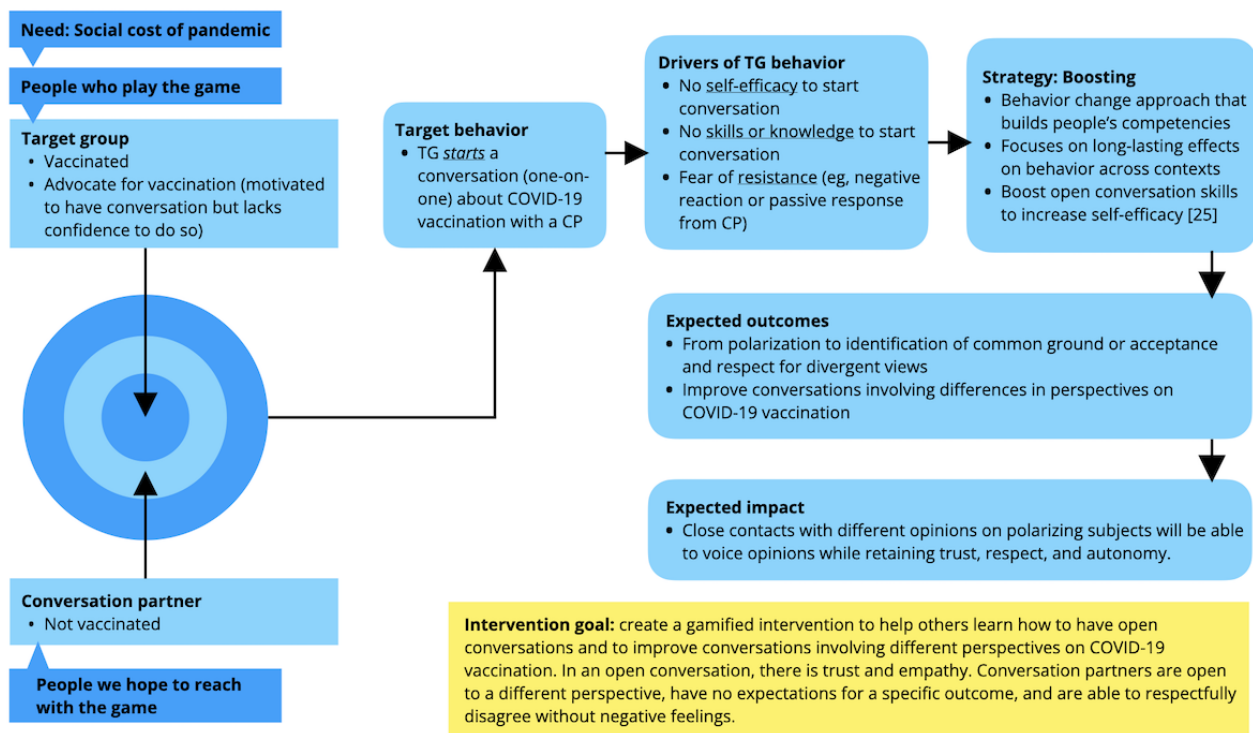 Need: Social cost of pandemic
People who play the game
Target group
• Vaccinated
• Advocate for vaccination (motivated
to have conversation but lacks
confidence to do so)
Conversation partner
• Not vaccinated
People we hope to reach
with the game
Target behavior
• TG starts a
conversation (one-on-
one) about COVID-19
vaccination with a CP
Drivers of TG behavior
• No self-efficacy to start
conversation
• No skills or knowledge to start
conversation
• Fear of resistance (eg, negative
reaction or passive response
from CP)
Strategy: Boosting
• Behavior change approach that
builds people's competencies
• Focuses on long-lasting effects
on behavior across contexts
• Boost open conversation skills
to increase self-efficacy [25]
Expected outcomes
• From polarization to identification of common ground or acceptance
and respect for divergent views
• Improve conversations involving differences in perspectives on
COVID-19 vaccination
Expected impact
• Close contacts with different opinions on polarizing subjects will be able
to voice opinions while retaining trust, respect, and autonomy.
Intervention goal: create a gamified intervention to help others learn how to have open
conversations and to improve conversations involving different perspectives on COVID-19
vaccination. In an open conversation, there is trust and empathy. Conversation partners are open
to a different perspective, have no expectations for a specific outcome, and are able to respectfully
disagree without negative feelings.